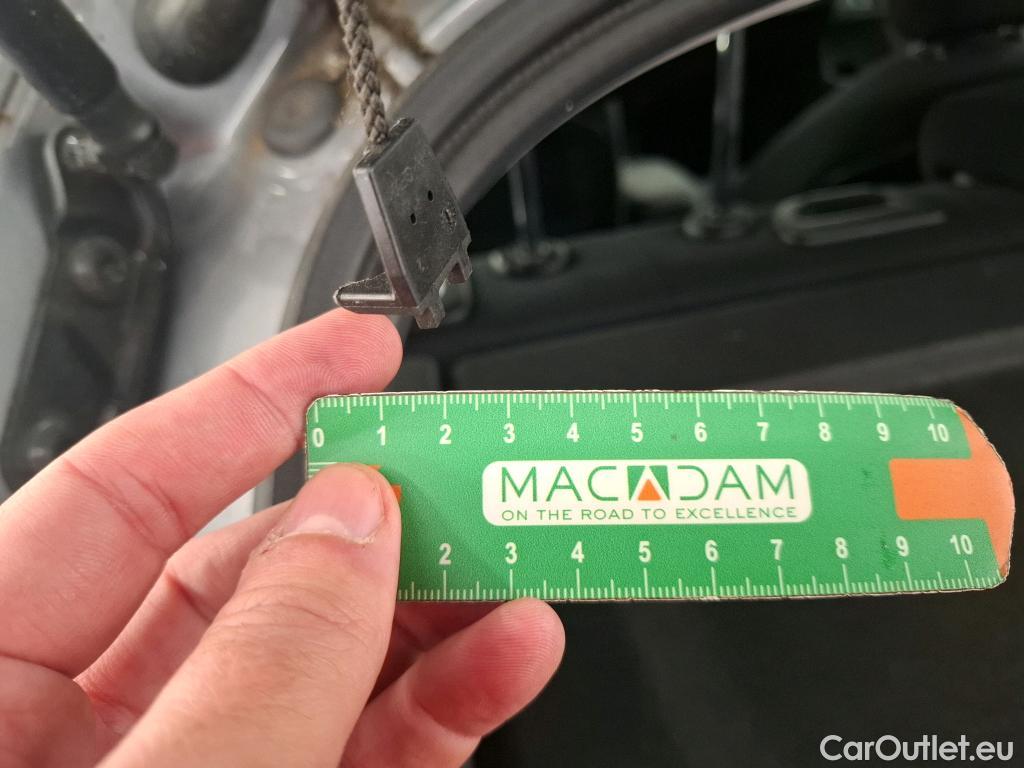 0 1 2 3 4 5 6 7 8 9 10
MACADAM
ON THE ROAD TO EXCELLENCE
2 3 4 5 6 7 8 9 10
CarOutlet.eu